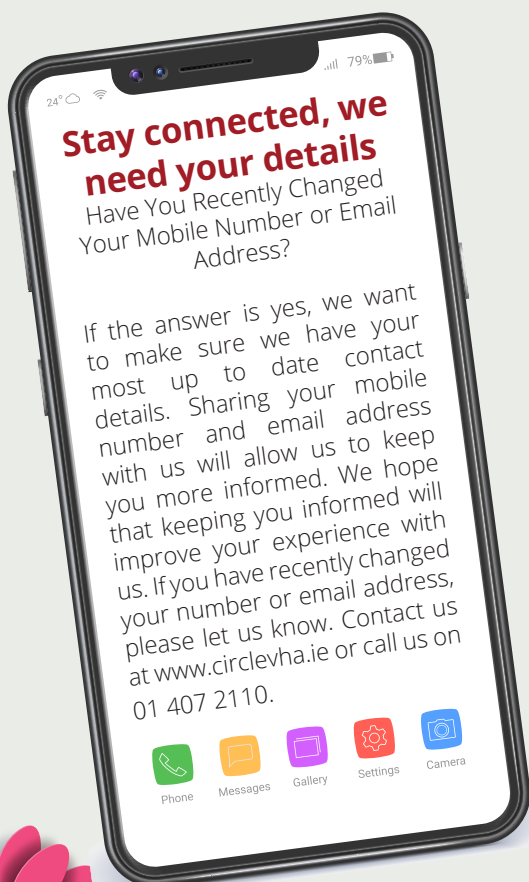 24°
79%
Stay connected, we
need your details
Have You Recently Changed
Your Mobile Number or Email
Address?
If the answer is yes, we want
to make sure we have your
most up to date contact
details. Sharing your mobile
number and email address
with us will allow us to keep
you more informed. We hope
that keeping you informed will
improve your experience with
us. If you have recently changed
your number or email address,
please let us know. Contact us
at www.circlevha.ie or call us on
01 407 2110.
Phone
Messages
Gallery
Settings
Camera